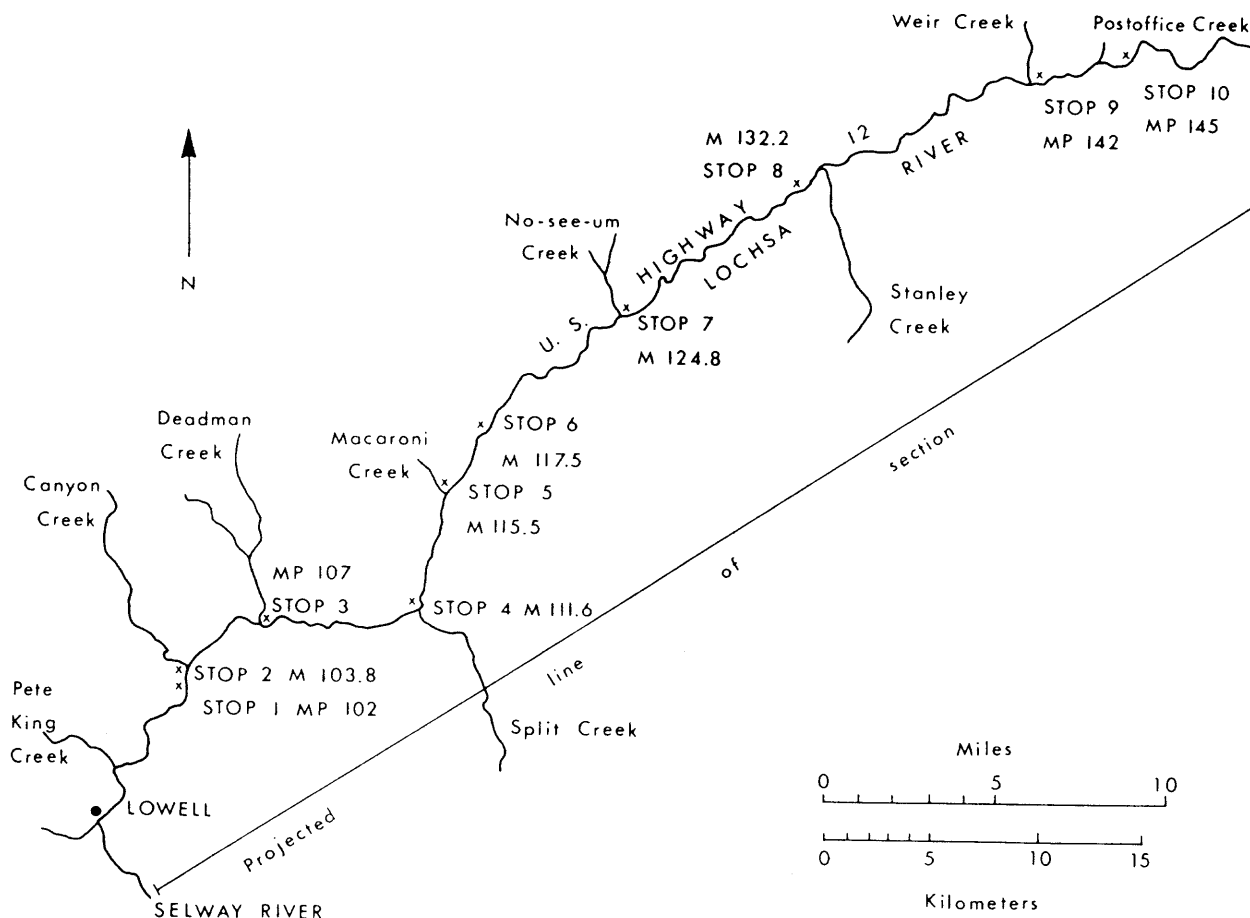 Weir Creek
Postoffice Creek
STOP 9
MP 142
STOP 10
MP 145
M 132.2
STOP 8
U. S. HIGHWAY 12
LOCHSA RIVER
No-see-um
Creek
STOP 7
M 124.8
Stanley
Creek
N
STOP 6
M 117.5
Macaroni
Creek
STOP 5
M 115.5
Deadman
Creek
Canyon
Creek
MP 107
STOP 3
STOP 4 M 111.6
STOP 2 M 103.8
STOP 1 MP 102
Pete
King
Creek
Split Creek
LOWELL
SELWAY RIVER
Projected line of section
Miles
0 5 10
0 5 10 15
Kilometers